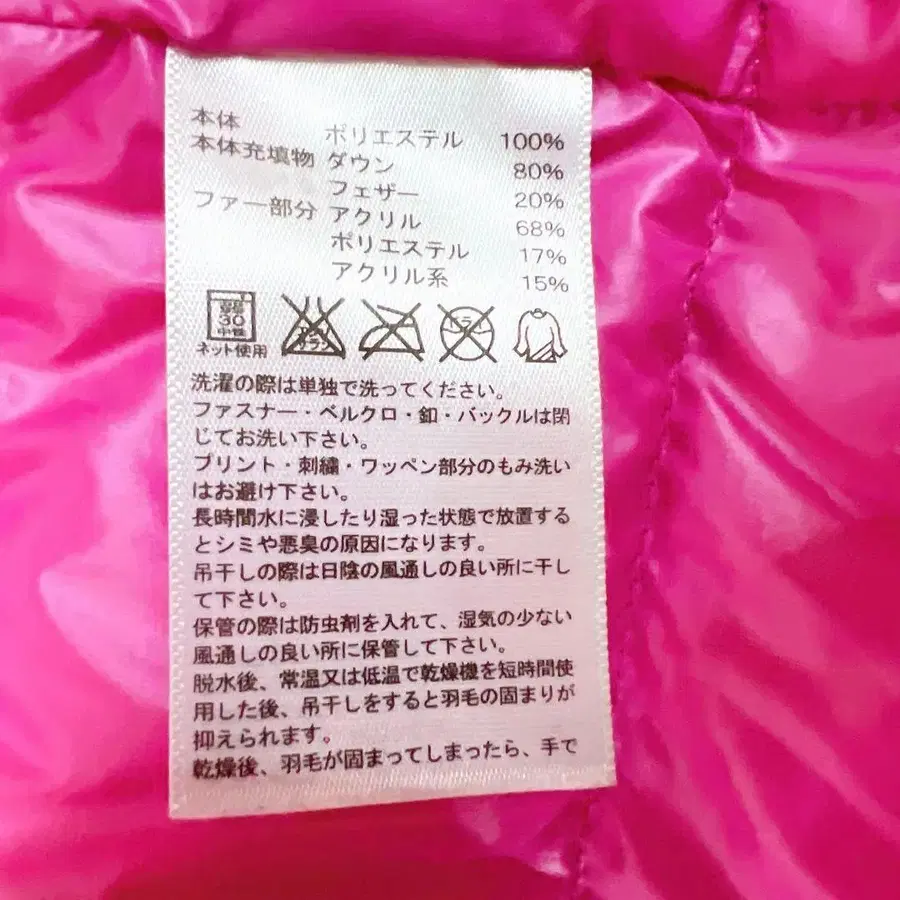 本体 ポリエステル 100%
本体充填物 ダウン 80%
フェザー 20%
ファー部分 アクリル 68%
ポリエステル 17%
アクリル系 15%
30
中性
ネット使用
洗濯の際は単独で洗ってください。
ファスナー・ベルクロ・釦・バックルは閉
じてお洗い下さい。
プリント・刺繍・ワッペン部分のもみ洗い
はお避け下さい。
長時間水に浸したり湿った状態で放置する
とシミや悪臭の原因になります。
吊干しの際は日陰の風通しの良い所に干し
て下さい。
保管の際は防虫剤を入れて、湿気の少ない
風通しの良い所に保管して下さい。
脱水後、常温又は低温で乾燥機を短時間使
用した後、吊干しをすると羽毛の固まりが
抑えられます。
乾燥後、羽毛が固まってしまったら、手で